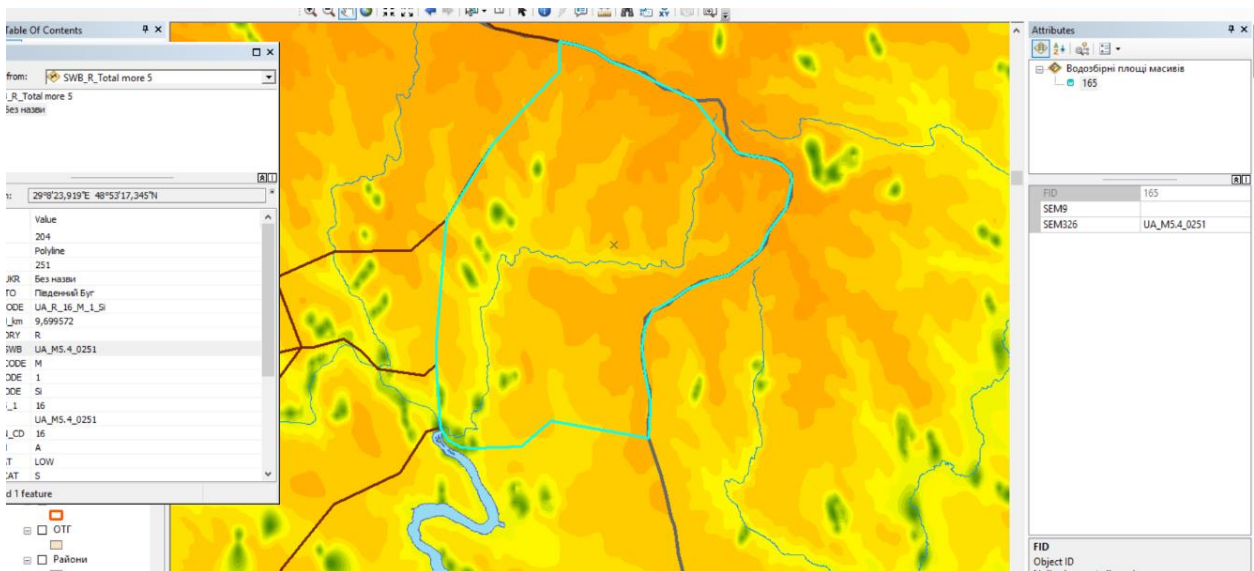 Table Of Contents
from: SWB_R_Total more 5
_R_Total more 5
Без назви
29°8'23,919"E 48°53'17,345"N
Value
204
Polyline
251
UKR Без назви
TO Південний Буг
CODE UA_R_16_M_1_Si
_km 9,699572
ORY R
SWB UA_M5.4_0251
CODE M
ODE 1
ODE Si
_1 16
UA_M5.4_0251
_CD 16
A
LOW
CAT S
d 1 feature
ОТГ
Райони
Attributes
Водозбірні площі масивів
165
FID 165
SEM9
SEM326 UA_M5.4_0251
FID
Object ID